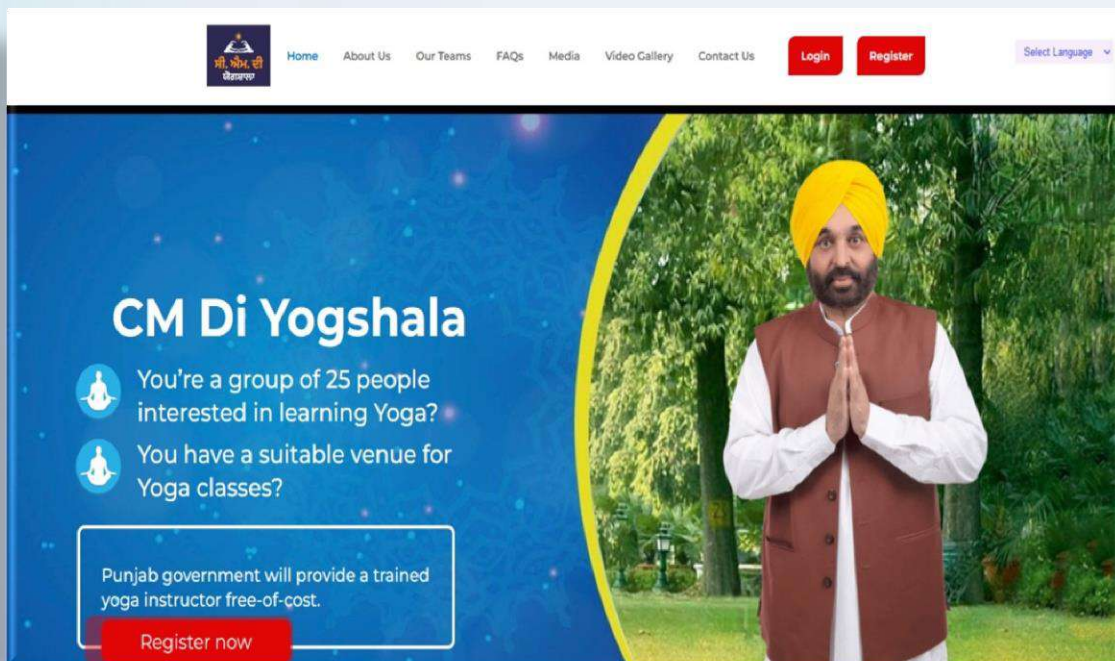 ਸੀ. ਐਮ. ਦੀ
ਯੋਗਸ਼ਾਲਾ
Home
About Us
Our Teams
FAQs
Media
Video Gallery
Contact Us
Login
Register
Select Language
CM Di Yogshala
You're a group of 25 people
interested in learning Yoga?
You have a suitable venue for
Yoga classes?
Punjab government will provide a trained
yoga instructor free-of-cost.
Register now